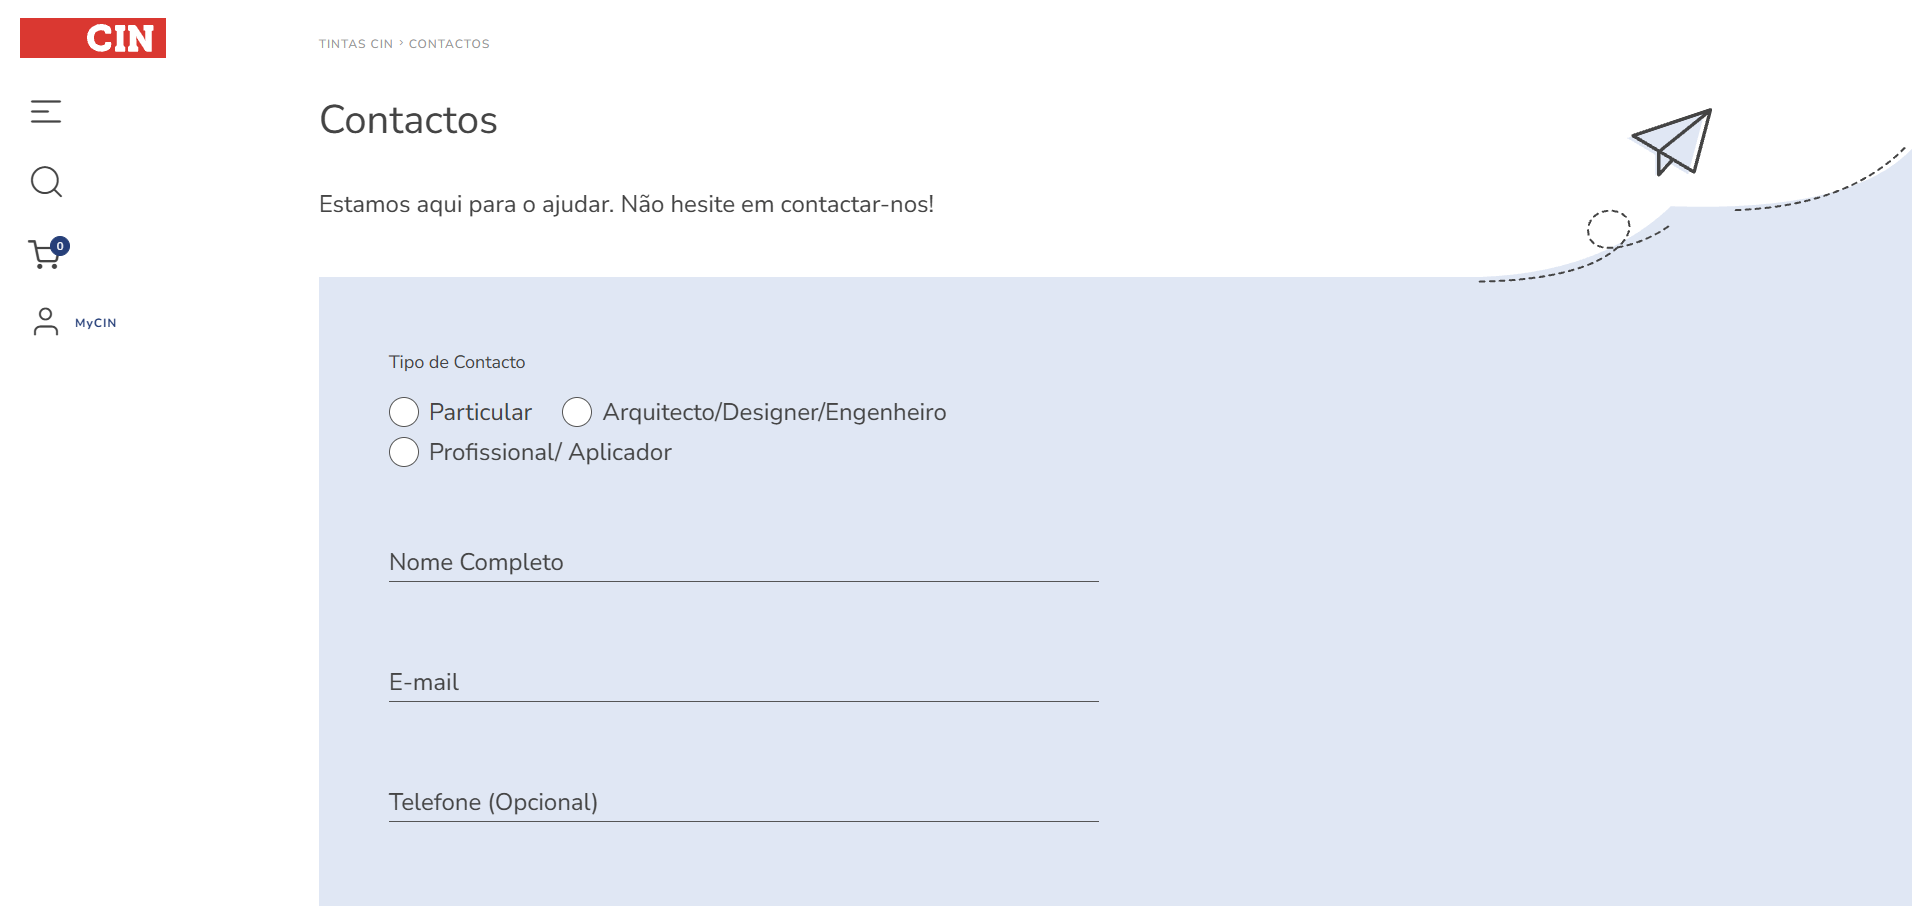 CIN
TINTAS CIN > CONTACTOS
Contactos
Estamos aqui para o ajudar. Não hesite em contactar-nos!
0
MyCIN
Tipo de Contacto
Particular Arquitecto/Designer/Engenheiro
Profissional/ Aplicador
Nome Completo
E-mail
Telefone (Opcional)